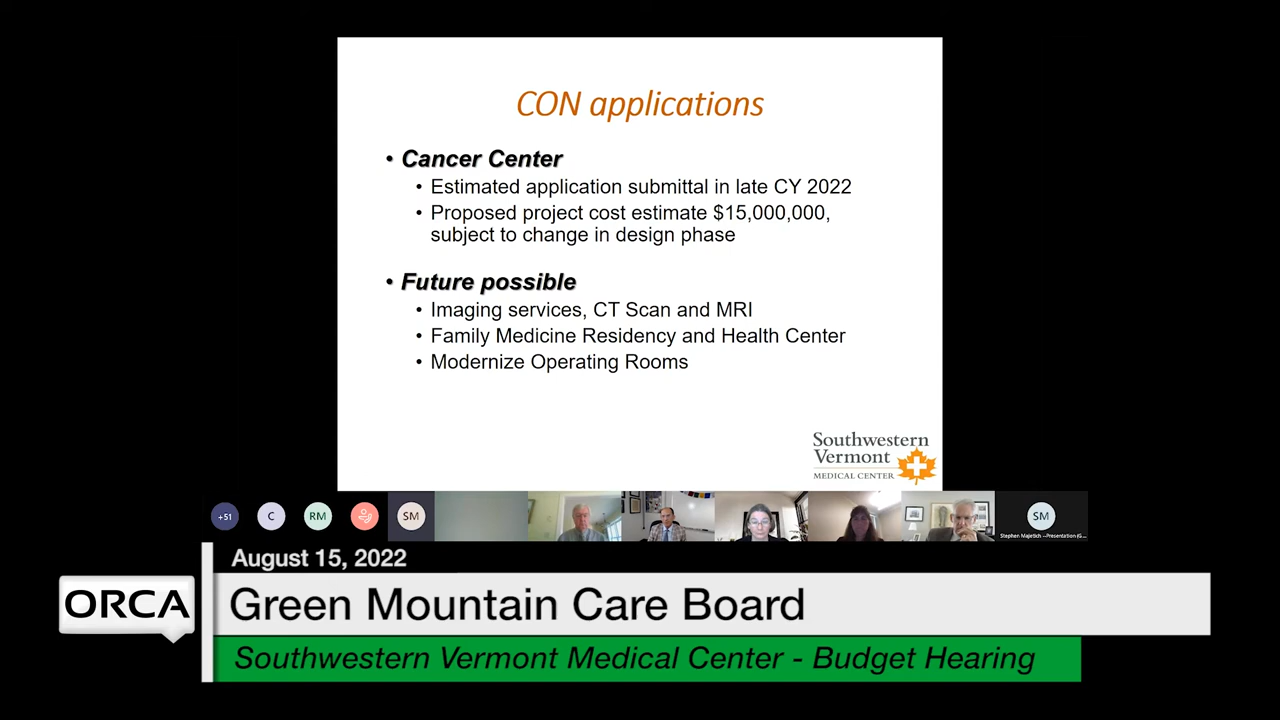 CON applications
• Cancer Center
• Estimated application submittal in late CY 2022
• Proposed project cost estimate $15,000,000,
subject to change in design phase
• Future possible
• Imaging services, CT Scan and MRI
• Family Medicine Residency and Health Center
• Modernize Operating Rooms
Southwestern
Vermont
MEDICAL CENTER
+51
C
RM
SM
SM
Stephen Majetich --Presentation (G...
August 15, 2022
ORCA
Green Mountain Care Board
Southwestern Vermont Medical Center - Budget Hearing